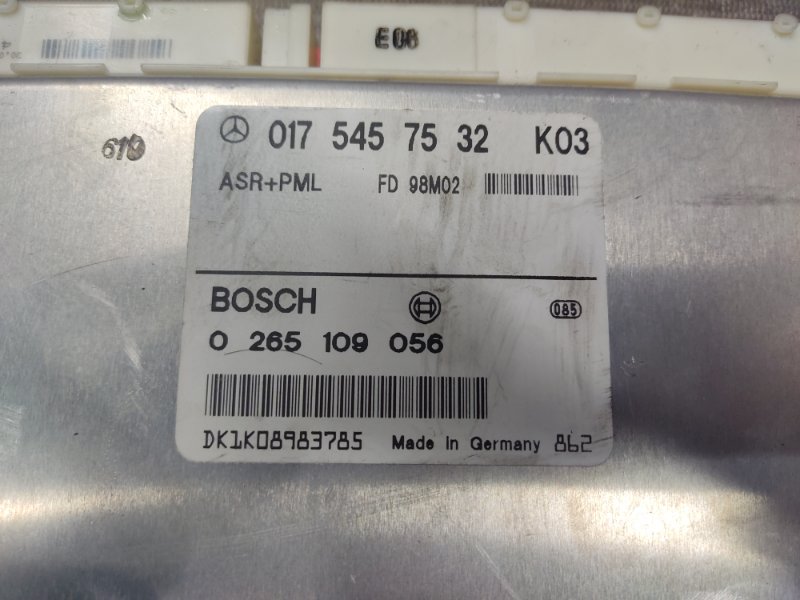 E08
619
017 545 75 32 K03
ASR+PML FD 98M02
BOSCH 085
0 265 109 056
DK1K08983785 Made in Germany 862